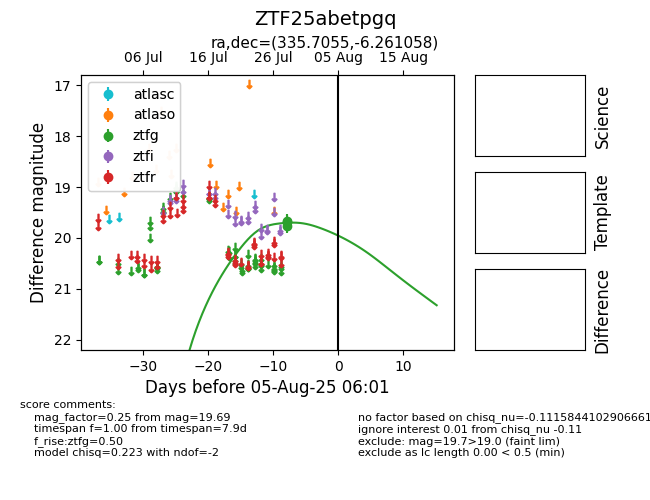 ZTF25abetpgq
ra,dec=(335.7055,-6.261058)
06 Jul 16 Jul 26 Jul 05 Aug 15 Aug
atlasc
atlaso
ztfg
ztfi
ztfr
17
18
19
20
21
22
Difference magnitude
−30 −20 −10 0 10
Days before 05-Aug-25 06:01
Science
Template
Difference
score comments:
mag_factor=0.25 from mag=19.69
timespan f=1.00 from timespan=7.9d
f_rise:ztfg=0.50
model chisq=0.223 with ndof=-2
no factor based on chisq_nu=-0.1115844102906661
ignore interest 0.01 from chisq_nu -0.11
exclude: mag=19.7>19.0 (faint lim)
exclude as lc length 0.00 < 0.5 (min)